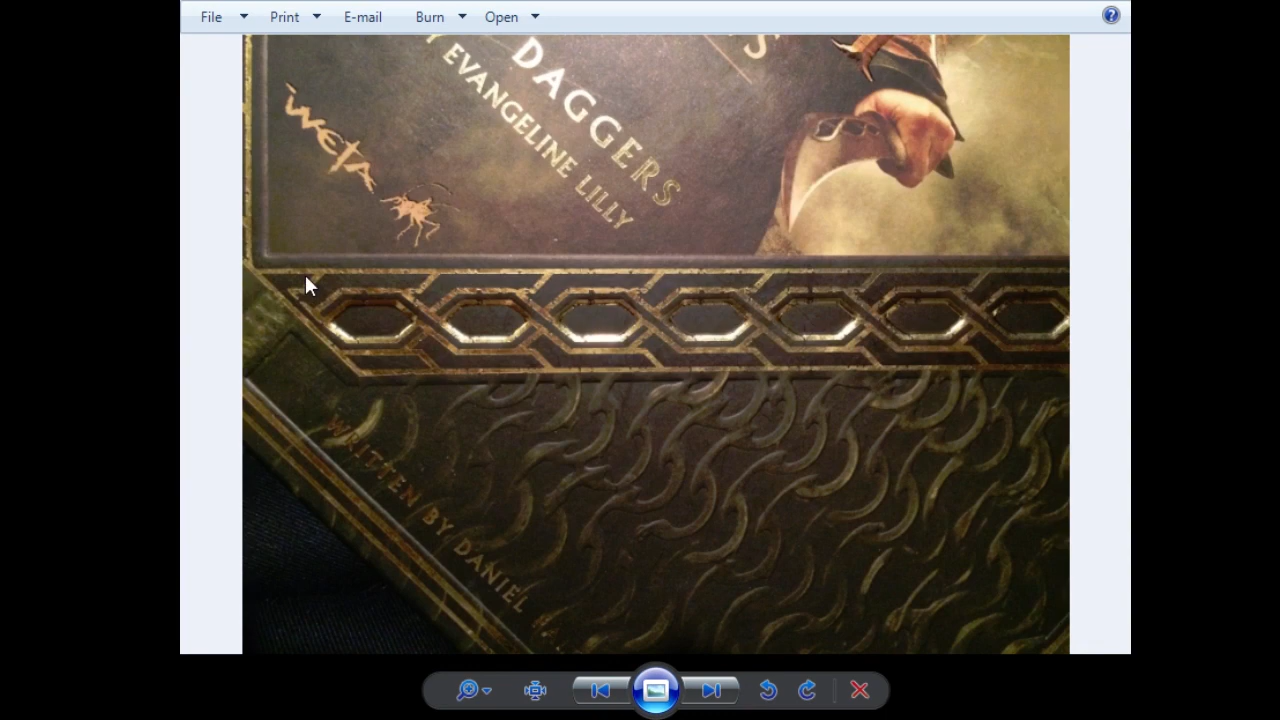 File Print E-mail Burn Open
DAGGERS
EVANGELINE LILLY
WETA
WRITTEN BY DANIEL